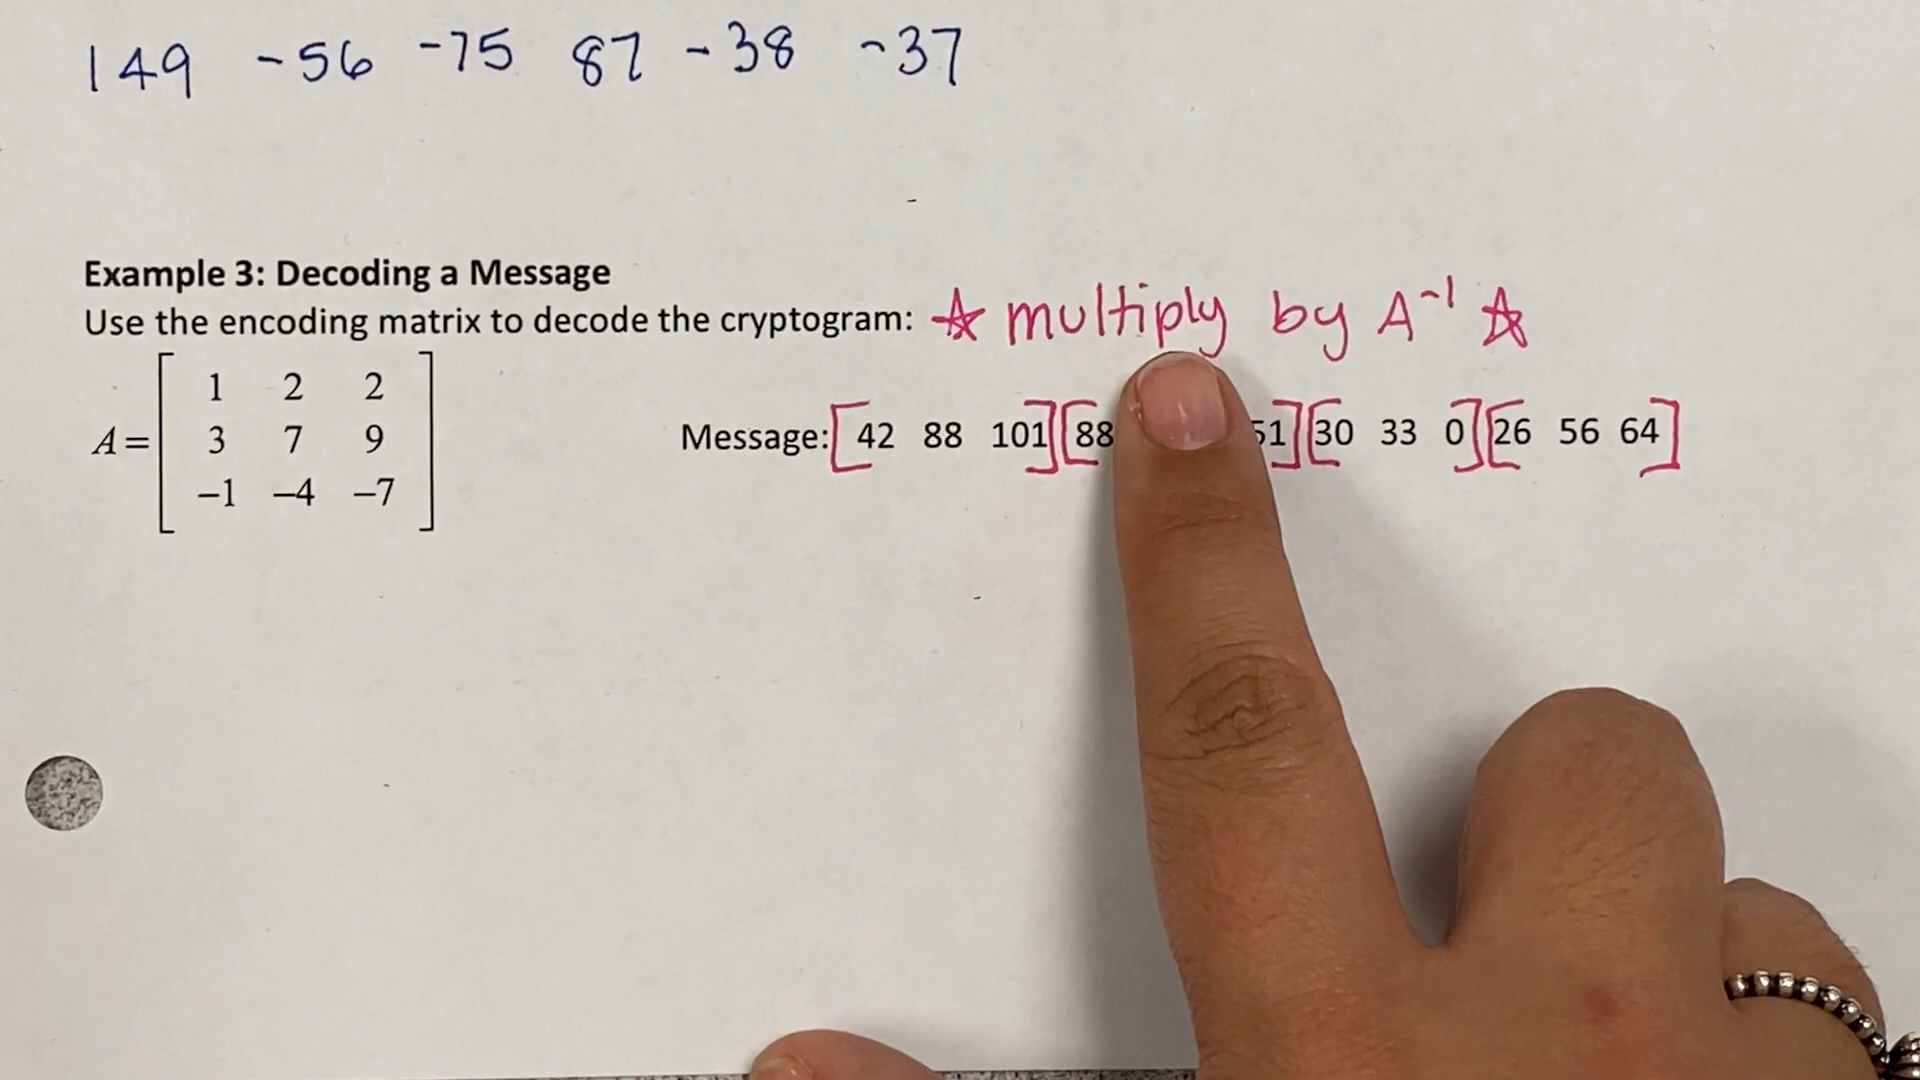 149 -56 -75 87 -38 -37
Example 3: Decoding a Message
Use the encoding matrix to decode the cryptogram: ☆ multiply by A⁻¹ ☆
1 2 2
A= 3 7 9
−1 −4 −7
Message: [42 88 101] [88 51] [30 33 0] [26 56 64]